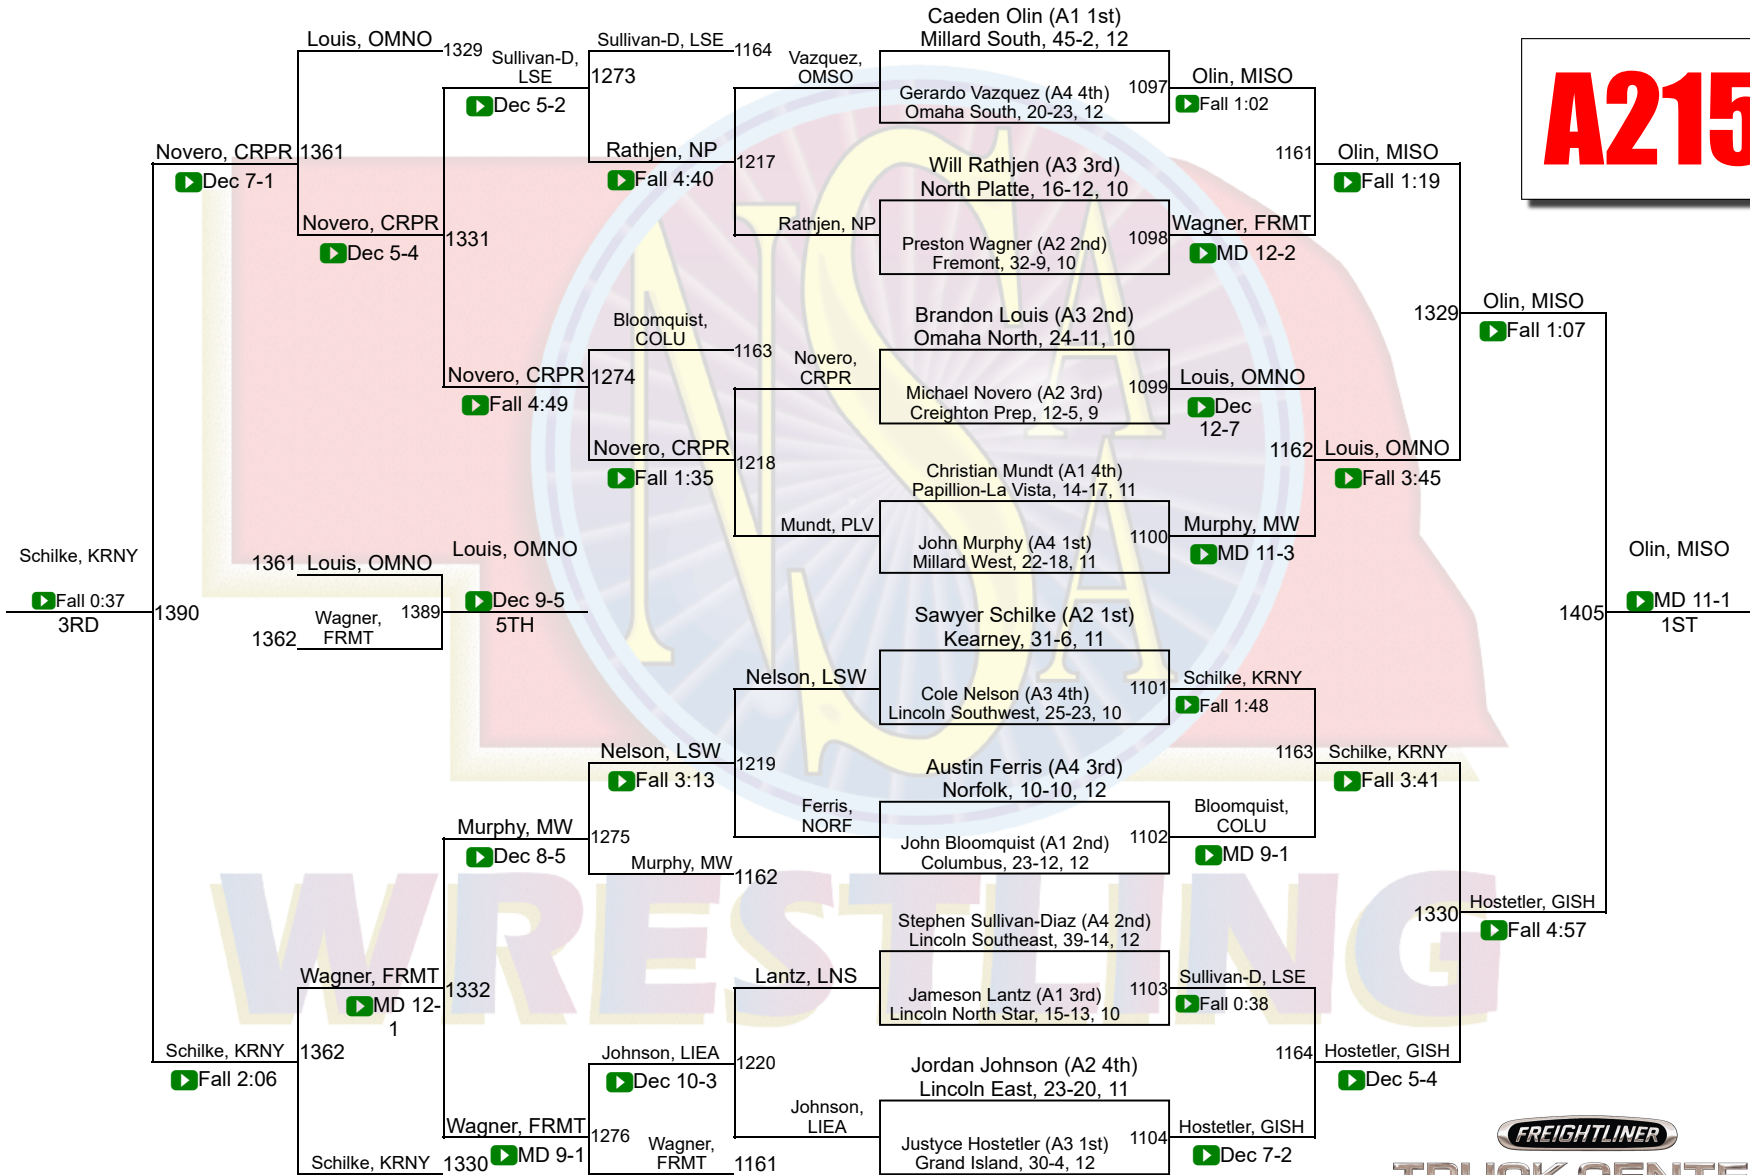 Caeden Olin (A1 1st)
Millard South, 45-2, 12
Gerardo Vazquez (A4 4th)
Omaha South, 20-23, 12
1097
Will Rathjen (A3 3rd)
North Platte, 16-12, 10
Preston Wagner (A2 2nd)
Fremont, 32-9, 10
1098
Brandon Louis (A3 2nd)
Omaha North, 24-11, 10
Michael Novero (A2 3rd)
Creighton Prep, 12-5, 9
1099
Christian Mundt (A1 4th)
Papillion-La Vista, 14-17, 11
John Murphy (A4 1st)
Millard West, 22-18, 11
1100
Sawyer Schilke (A2 1st)
Kearney, 31-6, 11
Cole Nelson (A3 4th)
Lincoln Southwest, 25-23, 10
1101
Austin Ferris (A4 3rd)
Norfolk, 10-10, 12
John Bloomquist (A1 2nd)
Columbus, 23-12, 12
1102
Stephen Sullivan-Diaz (A4 2nd)
Lincoln Southeast, 39-14, 12
Jameson Lantz (A1 3rd)
Lincoln North Star, 15-13, 10
1103
Jordan Johnson (A2 4th)
Lincoln East, 23-20, 11
Justyce Hostetler (A3 1st)
Grand Island, 30-4, 12
1104
Olin, MISO
Fall 1:02
1161
Wagner, FRMT
MD 12-2
Louis, OMNO
Dec
12-7
1162
Murphy, MW
MD 11-3
Schilke, KRNY
Fall 1:48
1163
Bloomquist,
COLU
MD 9-1
Sullivan-D, LSE
Fall 0:38
1164
Hostetler, GISH
Dec 7-2
Olin, MISO
Fall 1:19
1329
Louis, OMNO
Fall 3:45
Schilke, KRNY
Fall 3:41
1330
Hostetler, GISH
Dec 5-4
Olin, MISO
Fall 1:07
1405
Hostetler, GISH
Fall 4:57
Olin, MISO
MD 11-1
1ST
Vazquez,
OMSO
1217
Rathjen, NP
Novero,
CRPR
1218
Mundt, PLV
Nelson, LSW
1219
Ferris,
NORF
Lantz, LNS
1220
Johnson,
LIEA
Sullivan-D, LSE
1164
1273
Rathjen, NP
Fall 4:40
Bloomquist,
COLU
1163
1274
Novero, CRPR
Fall 1:35
Nelson, LSW
Fall 3:13
1275
Murphy, MW
1162
Johnson, LIEA
Dec 10-3
1276
Wagner,
FRMT
1161
Sullivan-D,
LSE
Dec 5-2
1331
Novero, CRPR
Fall 4:49
Murphy, MW
Dec 8-5
1332
Wagner, FRMT
MD 9-1
Louis, OMNO
1329
1361
Novero, CRPR
Dec 5-4
Wagner, FRMT
MD 12-
1
1362
Schilke, KRNY
1330
Novero, CRPR
Dec 7-1
1390
Schilke, KRNY
Fall 2:06
Schilke, KRNY
Fall 0:37
3RD
1361
Louis, OMNO
1389
1362
Wagner,
FRMT
Louis, OMNO
Dec 9-5
5TH
A215
NSAA
WRESTLING
FREIGHTLINER
TRUCK CENTE